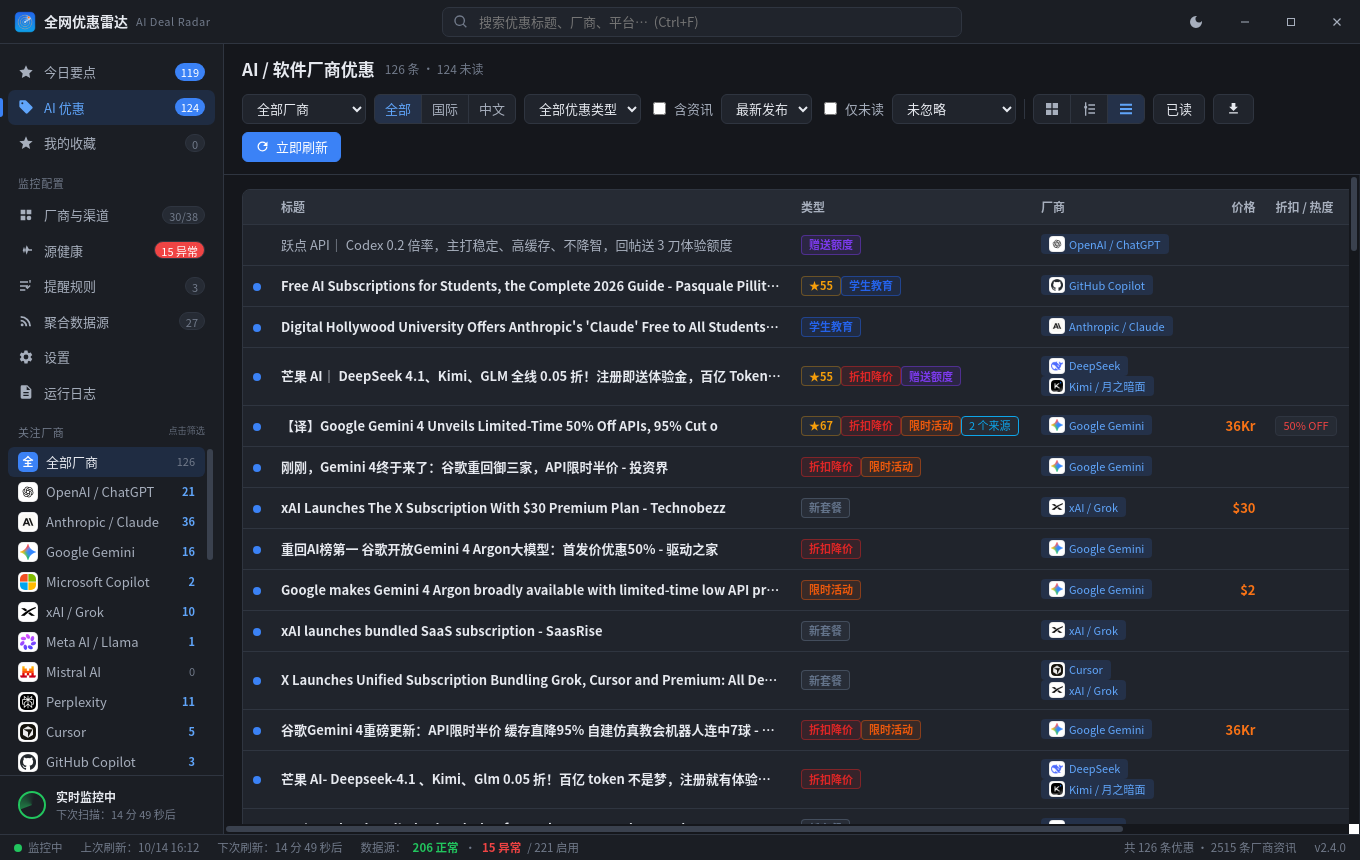 全网优惠雷达 AI Deal Radar
搜索优惠标题、厂商、平台… (Ctrl+F)
今日要点 119
AI 优惠 124
我的收藏 0
监控配置
厂商与渠道 30/38
源健康 15 异常
提醒规则 3
聚合数据源 27
设置
运行日志
关注厂商 点击筛选
全 全部厂商 126
OpenAI / ChatGPT 21
Anthropic / Claude 36
Google Gemini 16
Microsoft Copilot 2
xAI / Grok 10
Meta AI / Llama 1
Mistral AI 0
Perplexity 11
Cursor 5
GitHub Copilot 3
实时监控中
下次扫描：14 分 49 秒后
AI / 软件厂商优惠 126 条 · 124 未读
全部厂商 全部 国际 中文 全部优惠类型 含资讯 最新发布 仅未读 未忽略 已读
立即刷新
标题 类型 厂商 价格 折扣 / 热度
跃点 API｜ Codex 0.2 倍率，主打稳定、高缓存、不降智，回帖送 3 刀体验额度 赠送额度 OpenAI / ChatGPT
Free AI Subscriptions for Students, the Complete 2026 Guide - Pasquale Pillit… ★55 学生教育 GitHub Copilot
Digital Hollywood University Offers Anthropic's 'Claude' Free to All Students… 学生教育 Anthropic / Claude
芒果 AI｜ DeepSeek 4.1、Kimi、GLM 全线 0.05 折！注册即送体验金，百亿 Token… ★55 折扣降价 赠送额度 DeepSeek
Kimi / 月之暗面
【译】Google Gemini 4 Unveils Limited-Time 50% Off APIs, 95% Cut o ★67 折扣降价 限时活动 2 个来源 Google Gemini 36Kr 50% OFF
刚刚，Gemini 4终于来了：谷歌重回御三家，API限时半价 - 投资界 折扣降价 限时活动 Google Gemini
xAI Launches The X Subscription With $30 Premium Plan - Technobezz 新套餐 xAI / Grok $30
重回AI榜第一 谷歌开放Gemini 4 Argon大模型：首发价优惠50% - 驱动之家 折扣降价 Google Gemini
Google makes Gemini 4 Argon broadly available with limited-time low API pr… 限时活动 Google Gemini $2
xAI launches bundled SaaS subscription - SaasRise 新套餐 xAI / Grok
X Launches Unified Subscription Bundling Grok, Cursor and Premium: All De… 新套餐 Cursor
xAI / Grok
谷歌Gemini 4重磅更新：API限时半价 缓存直降95% 自建仿真教会机器人连中7球 - … 折扣降价 限时活动 Google Gemini 36Kr
芒果 AI- Deepseek-4.1 、Kimi、Glm 0.05 折！百亿 token 不是梦，注册就有体验… 折扣降价 DeepSeek
Kimi / 月之暗面
监控中 上次刷新：10/14 16:12 下次刷新：14 分 49 秒后 数据源： 206 正常 · 15 异常 / 221 启用 共 126 条优惠 · 2515 条厂商资讯 v2.4.0